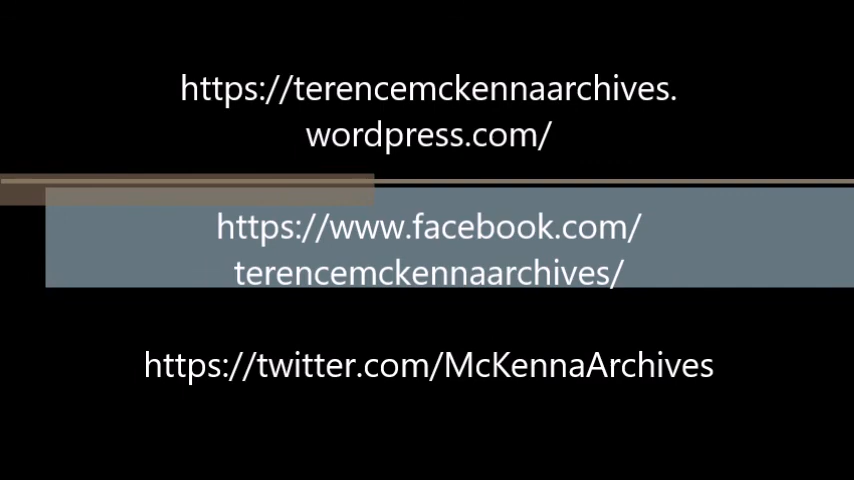 https://terencemckennaarchives.
wordpress.com/
https://www.facebook.com/
terencemckennaarchives/
https://twitter.com/McKennaArchives